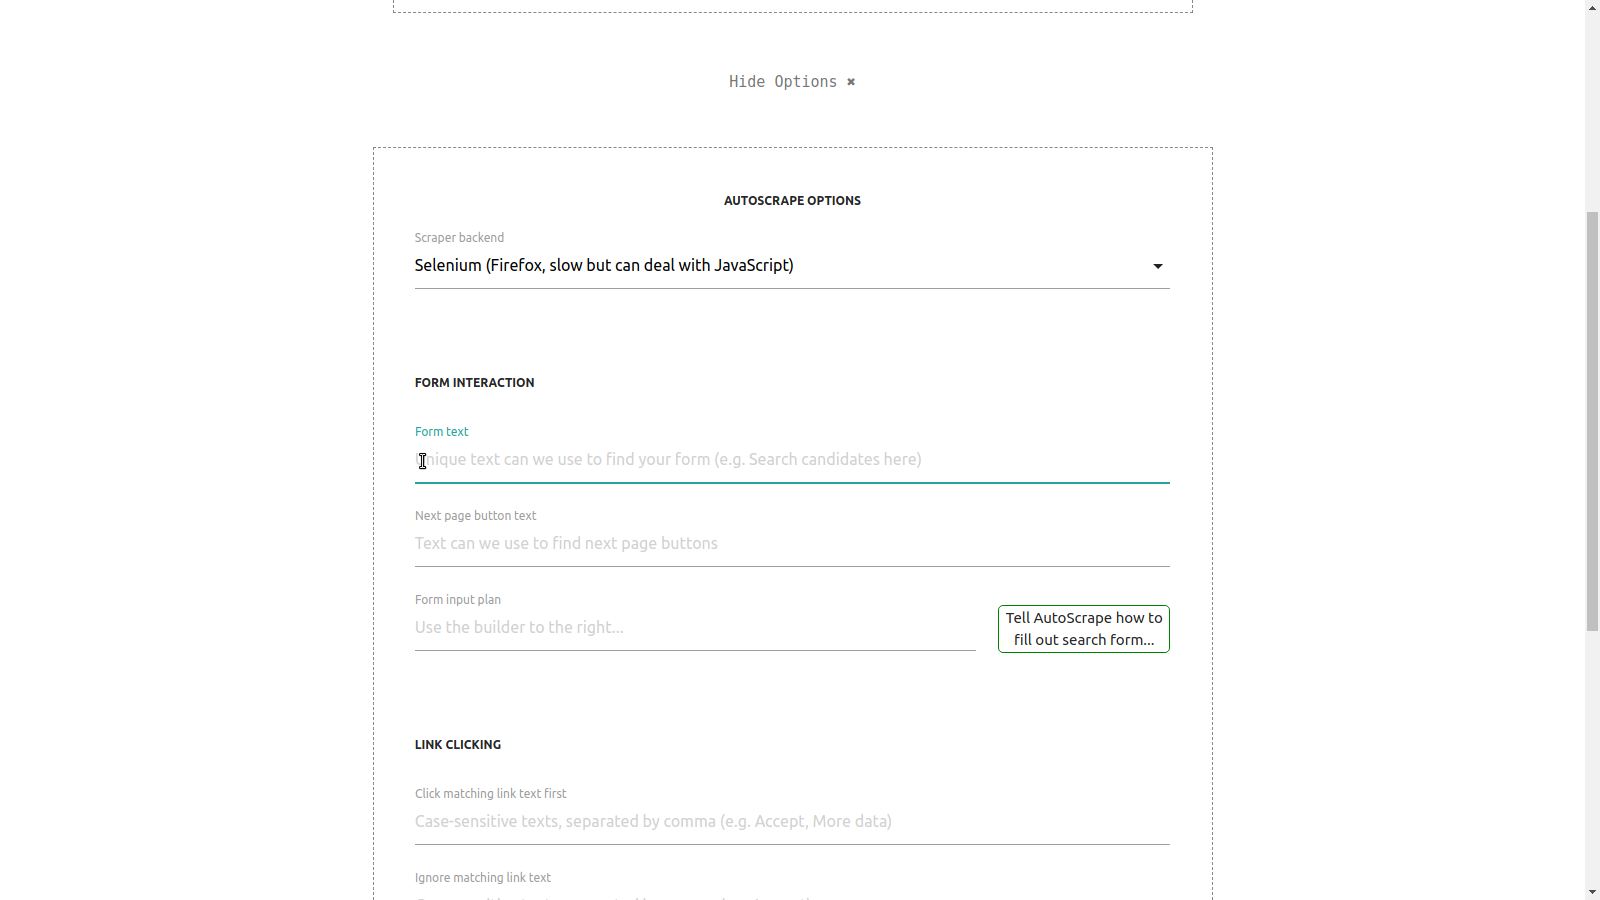 Hide Options ✖
AUTOSCRAPE OPTIONS
Scraper backend
Selenium (Firefox, slow but can deal with JavaScript)
FORM INTERACTION
Form text
Unique text can we use to find your form (e.g. Search candidates here)
Next page button text
Text can we use to find next page buttons
Form input plan
Use the builder to the right...
Tell AutoScrape how to
fill out search form...
LINK CLICKING
Click matching link text first
Case-sensitive texts, separated by comma (e.g. Accept, More data)
Ignore matching link text